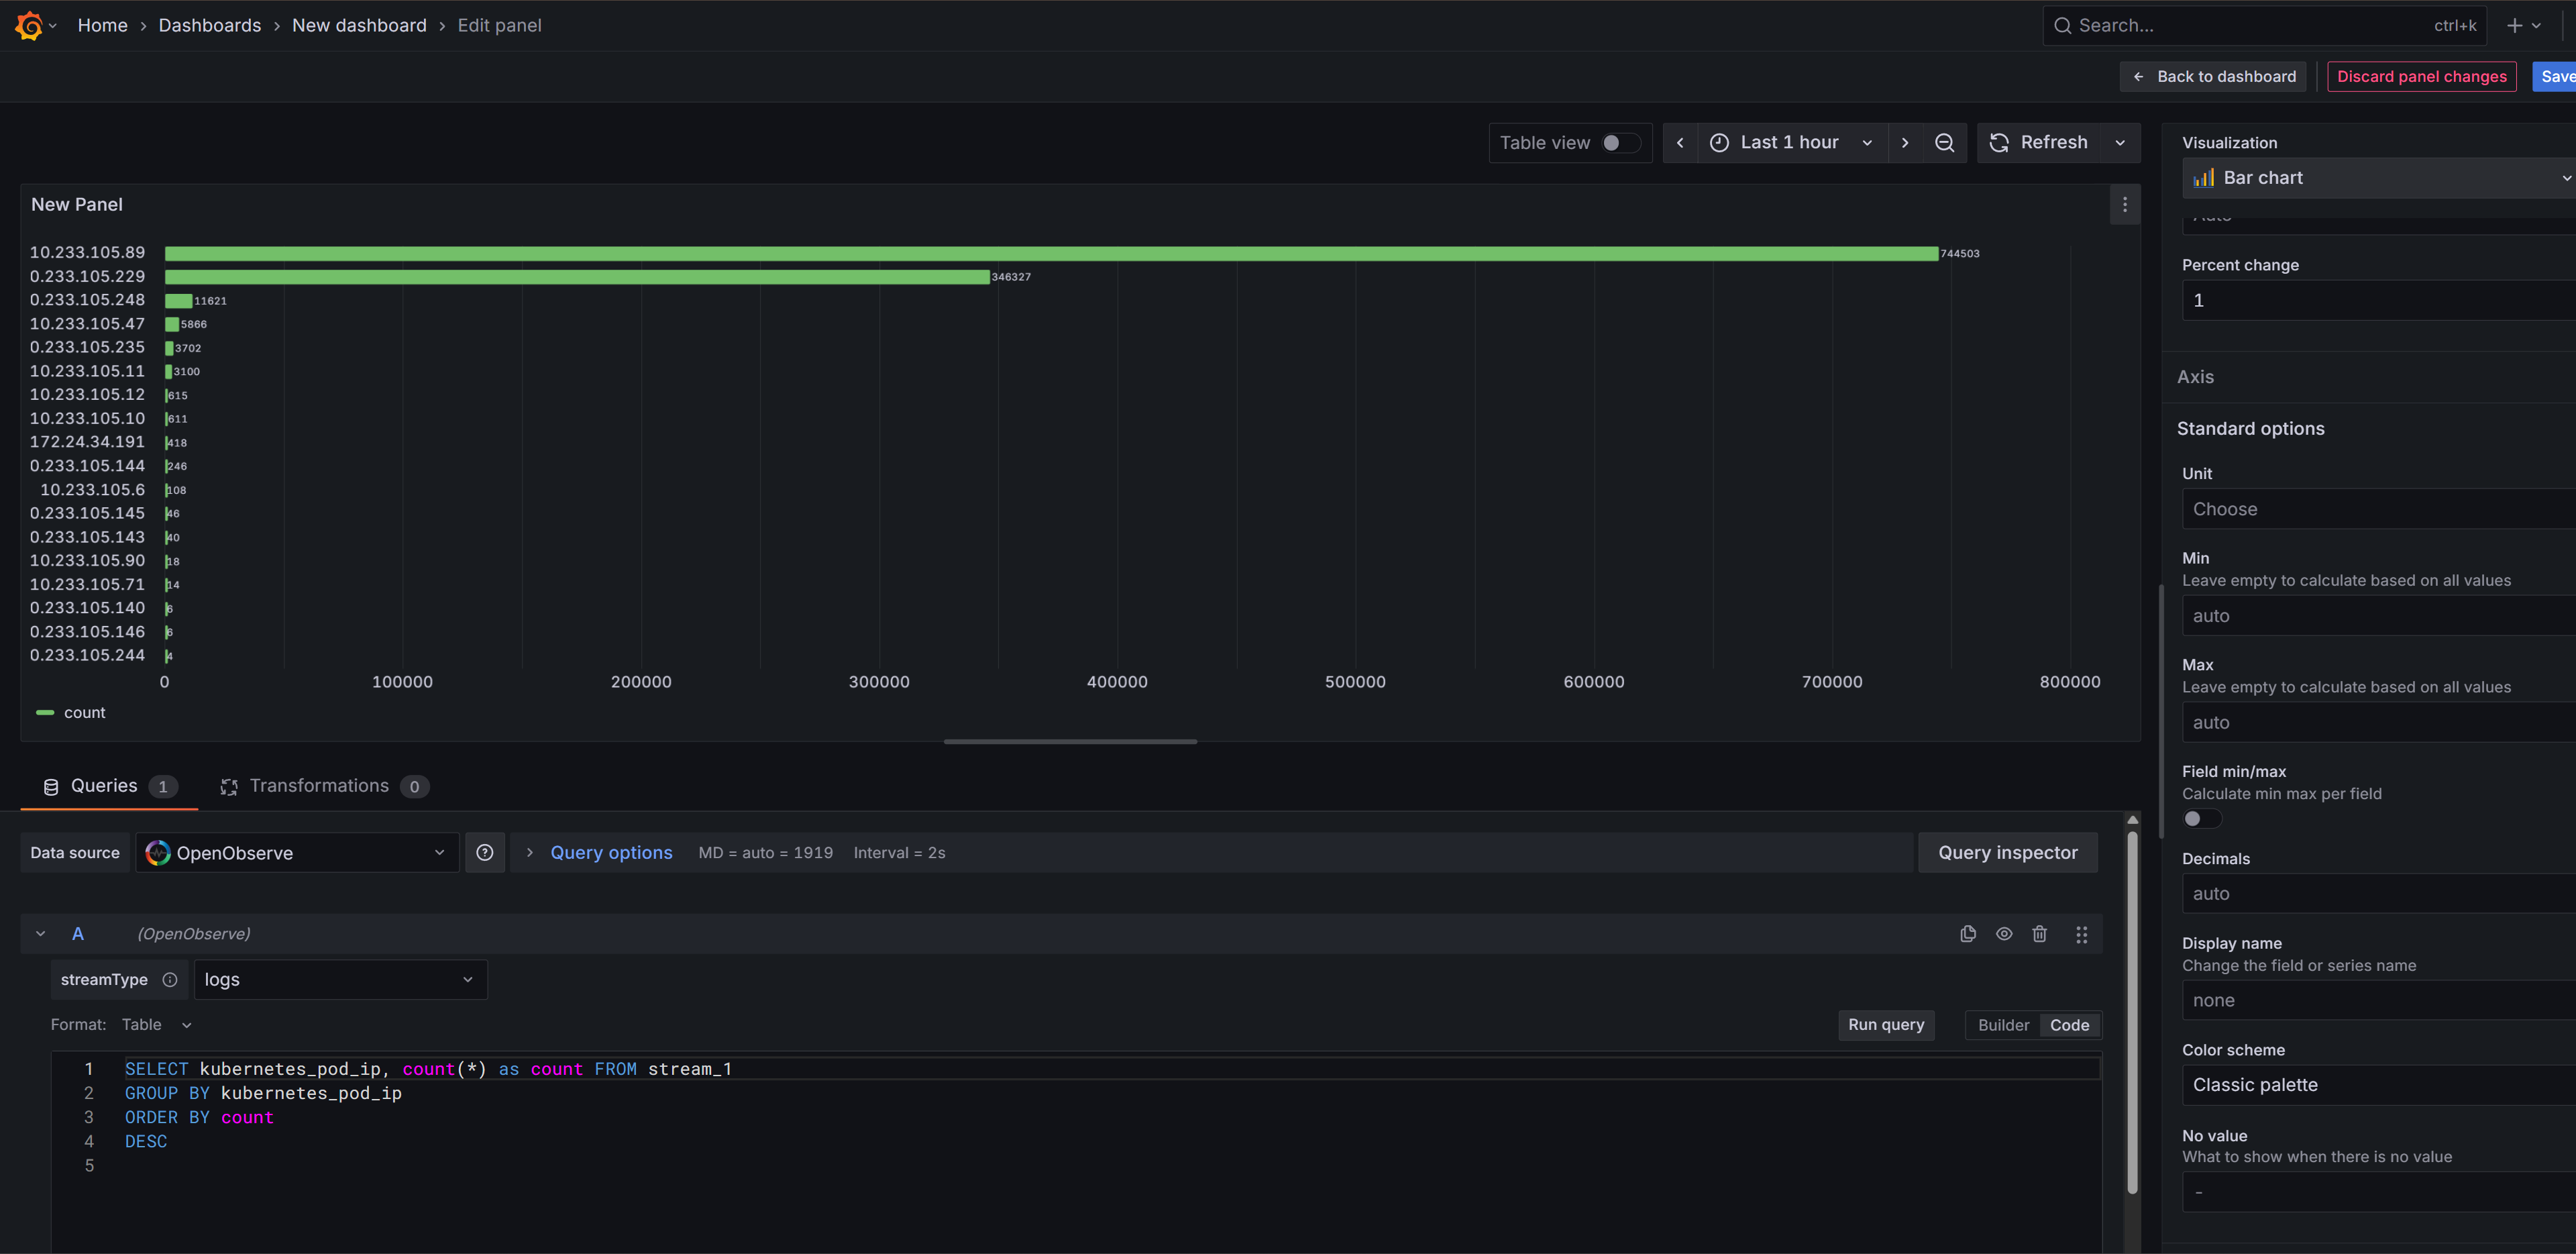 Home › Dashboards › New dashboard › Edit panel
Search... ctrl+k
Back to dashboard
Discard panel changes
Save
Table view
Last 1 hour
Refresh
New Panel
10.233.105.89 744503
0.233.105.229 346327
0.233.105.248 11621
10.233.105.47 5866
0.233.105.235 3702
10.233.105.11 3100
10.233.105.12 615
10.233.105.10 611
172.24.34.191 418
0.233.105.144 246
10.233.105.6 108
0.233.105.145 46
0.233.105.143 40
10.233.105.90 18
10.233.105.71 14
0.233.105.140 6
0.233.105.146 6
0.233.105.244 4
0 100000 200000 300000 400000 500000 600000 700000 800000
count
Queries 1 Transformations 0
Data source OpenObserve Query options MD = auto = 1919 Interval = 2s Query inspector
A (OpenObserve)
streamType logs
Format: Table Run query Builder Code
1 SELECT kubernetes_pod_ip, count(*) as count FROM stream_1
2 GROUP BY kubernetes_pod_ip
3 ORDER BY count
4 DESC
5
Visualization
Bar chart
Percent change
1
Axis
Standard options
Unit
Choose
Min
Leave empty to calculate based on all values
auto
Max
Leave empty to calculate based on all values
auto
Field min/max
Calculate min max per field
Decimals
auto
Display name
Change the field or series name
none
Color scheme
Classic palette
No value
What to show when there is no value
-